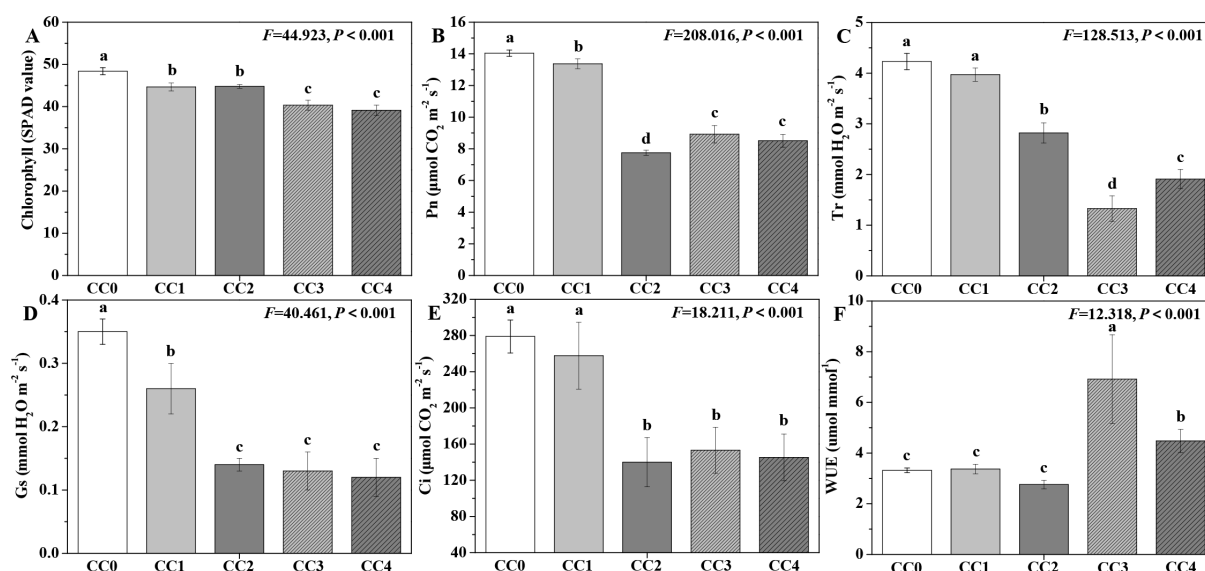 A
F=44.923, P < 0.001
Chlorophyll (SPAD value)
60
50
40
30
20
10
0
a
b
b
c
c
CC0 CC1 CC2 CC3 CC4
B
F=208.016, P < 0.001
Pn (μmol CO₂ m⁻² s⁻¹)
16
14
12
10
8
6
4
2
0
a
b
d
c
c
CC0 CC1 CC2 CC3 CC4
C
F=128.513, P < 0.001
Tr (mmol H₂O m⁻² s⁻¹)
5
4
3
2
1
0
a
a
b
d
c
CC0 CC1 CC2 CC3 CC4
D
F=40.461, P < 0.001
Gs (mmol H₂O m⁻² s⁻¹)
0.4
0.3
0.2
0.1
0.0
a
b
c
c
c
CC0 CC1 CC2 CC3 CC4
E
F=18.211, P < 0.001
Ci (μmol CO₂ m⁻² s⁻¹)
320
280
240
200
160
120
80
40
a
a
b
b
b
CC0 CC1 CC2 CC3 CC4
F
F=12.318, P < 0.001
WUE (umol mmol¹)
10
8
6
4
2
0
c
c
c
a
b
CC0 CC1 CC2 CC3 CC4